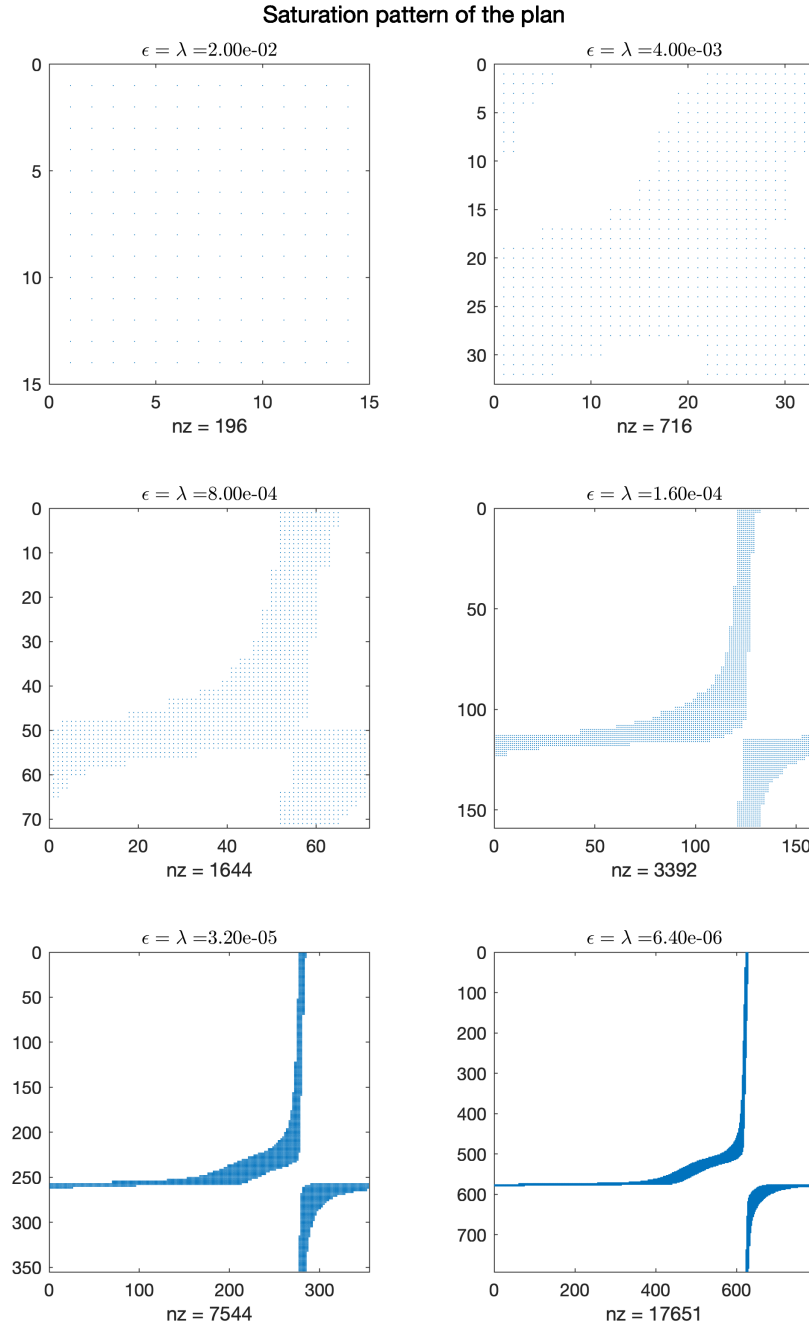 Saturation pattern of the plan
ϵ = λ =2.00e-02
0
5
10
15
0 5 10 15
nz = 196
ϵ = λ =4.00e-03
0
5
10
15
20
25
30
0 10 20 30
nz = 716
ϵ = λ =8.00e-04
0
10
20
30
40
50
60
70
0 20 40 60
nz = 1644
ϵ = λ =1.60e-04
0
50
100
150
0 50 100 150
nz = 3392
ϵ = λ =3.20e-05
0
50
100
150
200
250
300
350
0 100 200 300
nz = 7544
ϵ = λ =6.40e-06
0
100
200
300
400
500
600
700
0 200 400 600
nz = 17651